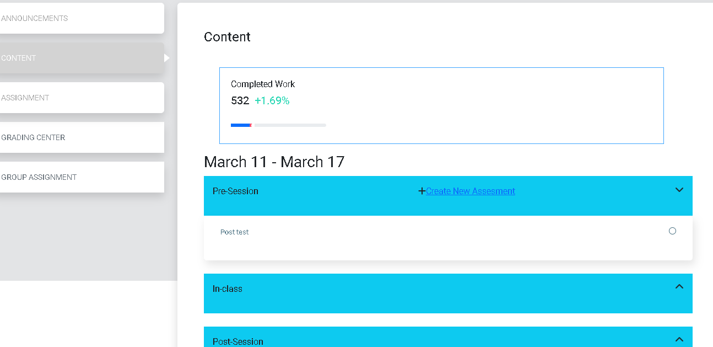 ANNOUNCEMENTS
CONTENT
ASSIGNMENT
GRADING CENTER
GROUP ASSIGNMENT
Content
Completed Work
532 +1.69%
March 11 - March 17
Pre-Session
+Create New Assesment
Post test
In-class
Post-Session